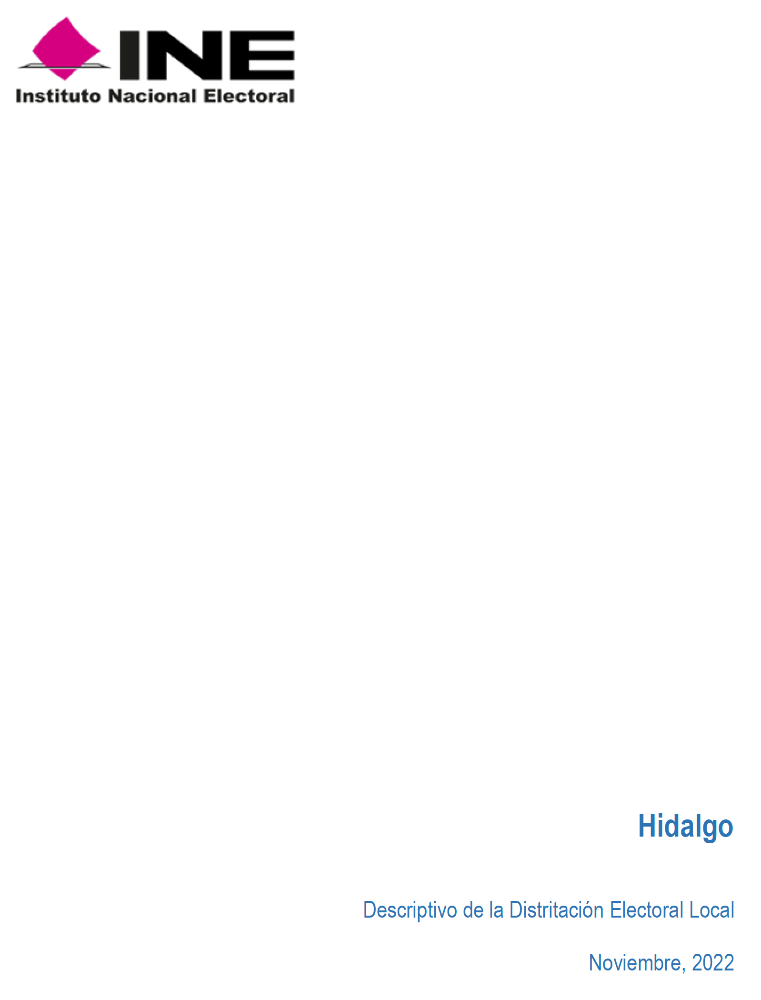 INE
Instituto Nacional Electoral
Hidalgo
Descriptivo de la Distritación Electoral Local
Noviembre, 2022